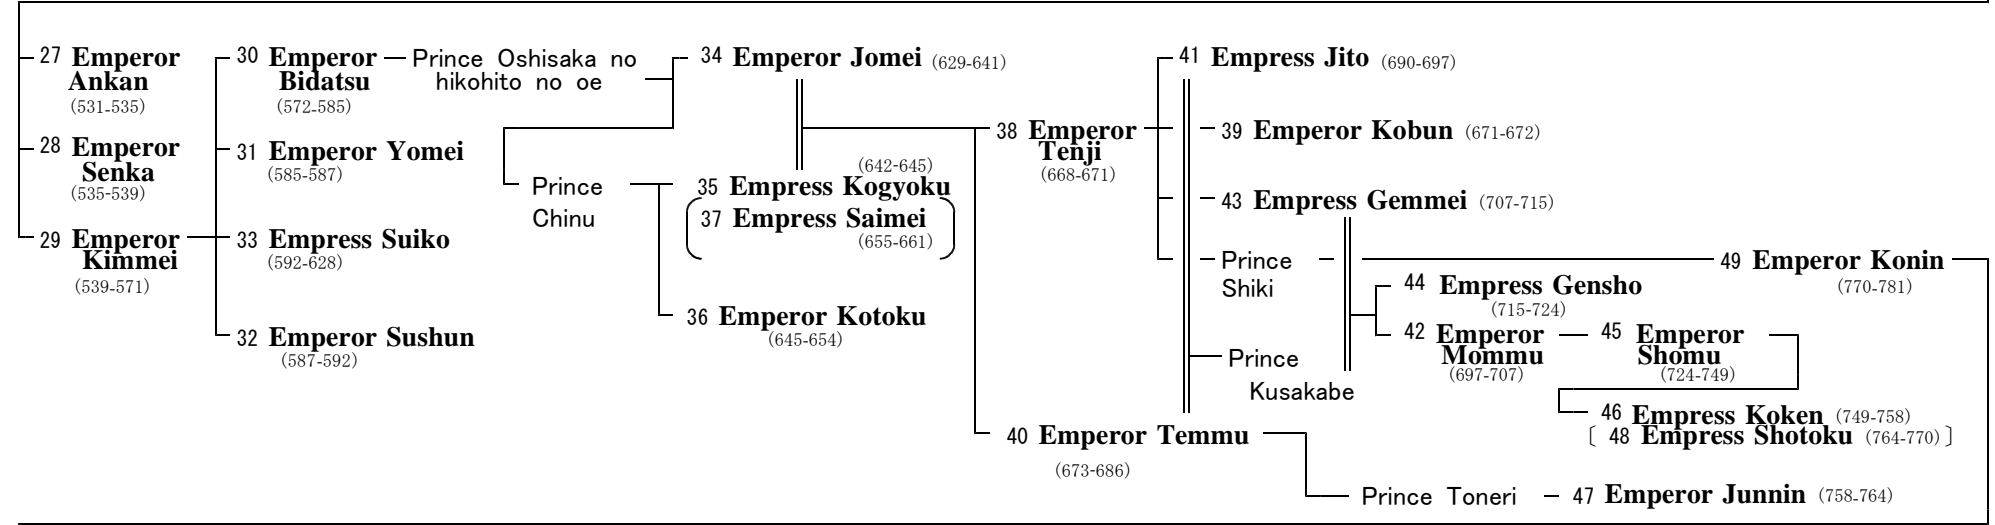 27 Emperor
Ankan
(531-535)
28 Emperor
Senka
(535-539)
29 Emperor
Kimmei
(539-571)
30 Emperor
Bidatsu
(572-585)
31 Emperor Yomei
(585-587)
33 Empress Suiko
(592-628)
32 Emperor Sushun
(587-592)
Prince Oshisaka no
hikohito no oe
Prince
Chinu
34 Emperor Jomei (629-641)
(642-645)
35 Empress Kogyoku
37 Empress Saimei
(655-661)
36 Emperor Kotoku
(645-654)
38 Emperor
Tenji
(668-671)
40 Emperor Temmu
(673-686)
41 Empress Jito (690-697)
39 Emperor Kobun (671-672)
43 Empress Gemmei (707-715)
Prince
Shiki
Prince
Kusakabe
44 Empress Gensho
(715-724)
42 Emperor
Mommu
(697-707)
45 Emperor
Shomu
(724-749)
46 Empress Koken (749-758)
〔 48 Empress Shotoku (764-770)〕
Prince Toneri
47 Emperor Junnin (758-764)
49 Emperor Konin
(770-781)